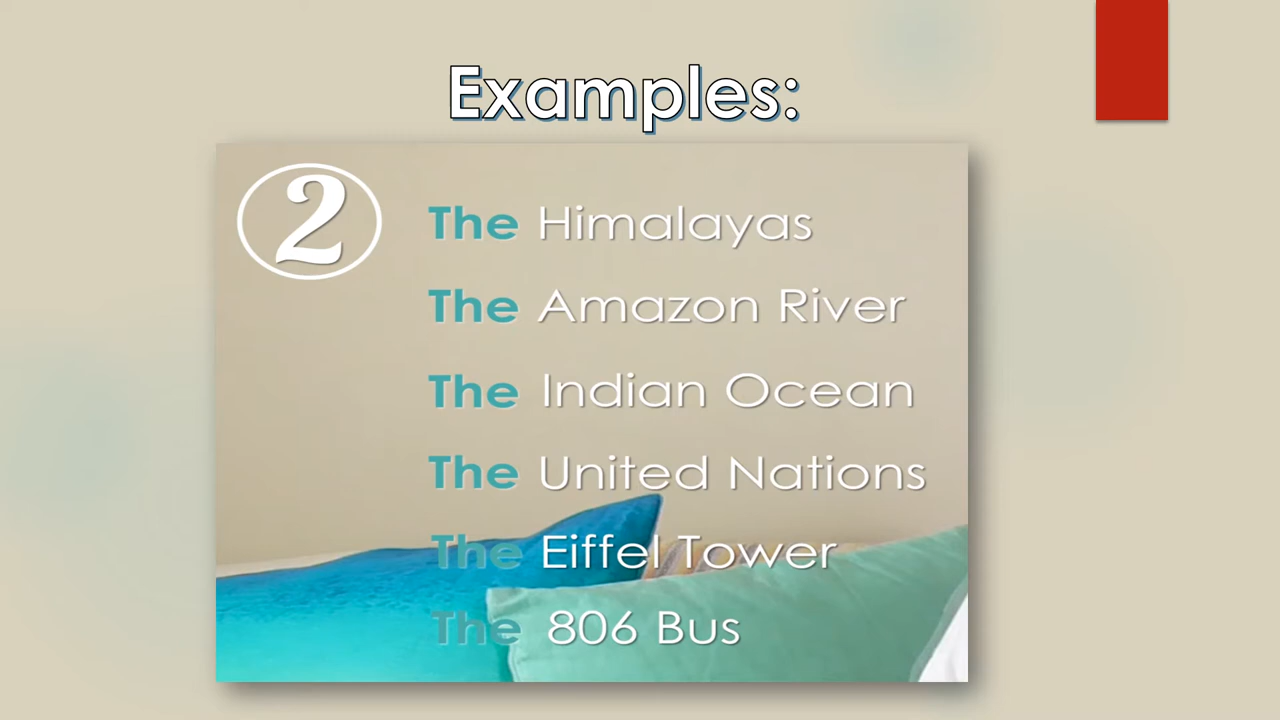 Examples:
2
The Himalayas
The Amazon River
The Indian Ocean
The United Nations
The Eiffel Tower
The 806 Bus